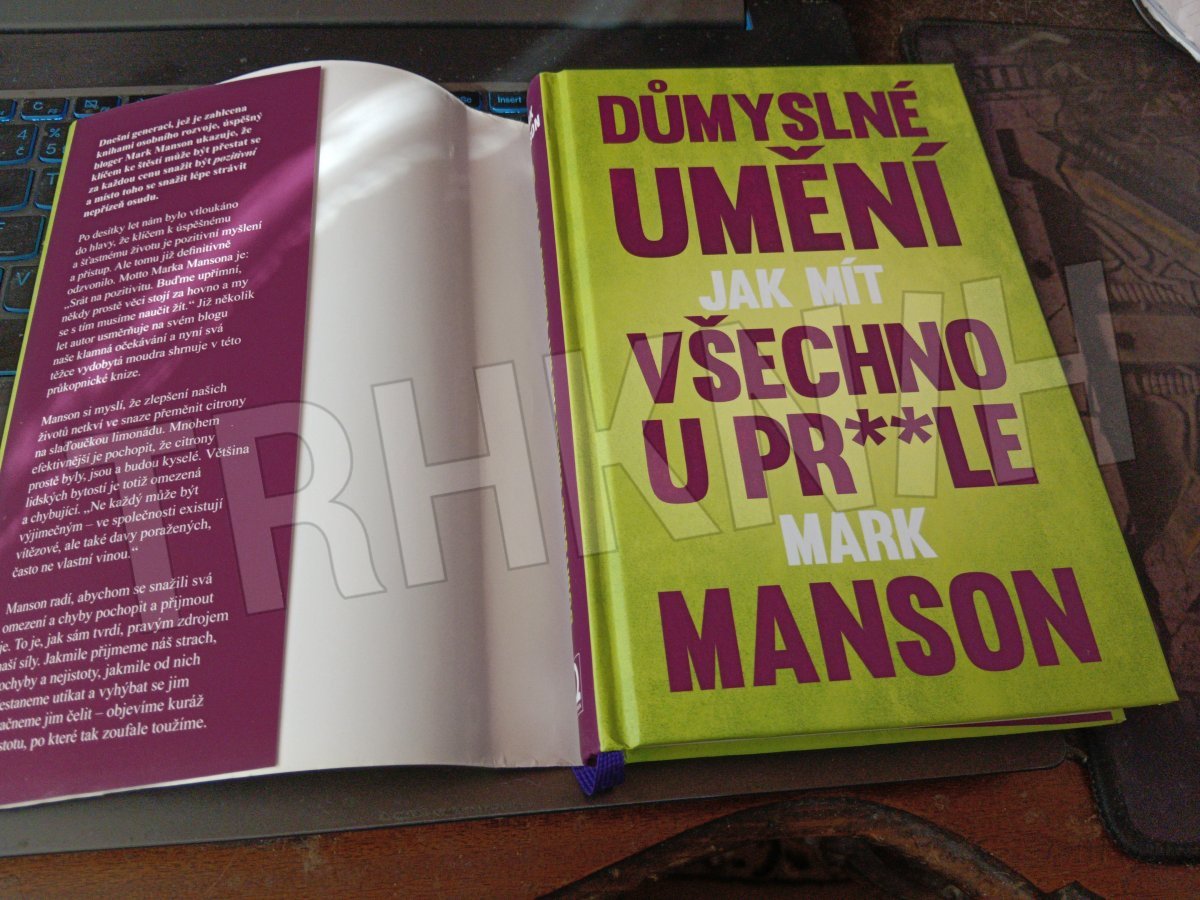 Dnešní generaci, jež je zahlcena
knihami osobního rozvoje, úspěšný
bloger Mark Manson ukazuje, že
klíčem ke štěstí může být přestat se
za každou cenu snažit být pozitivní
a místo toho se snažit lépe strávit
nepřízeň osudu.
Po desítky let nám bylo vtloukáno
do hlavy, že klíčem k úspěšnému
a šťastnému životu je pozitivní myšlení
a přístup. Ale tomu již definitivně
odzvonilo. Motto Marka Mansona je:
„Srát na pozitivitu. Buďme upřímní,
někdy prostě věci stojí za hovno a my
se s tím musíme naučit žít.“ Již několik
let autor usměrňuje na svém blogu
naše klamná očekávání a nyní svá
těžce vydobytá moudra shrnuje v této
průkopnické knize.
Manson si myslí, že zlepšení našich
životů netkví ve snaze přeměnit citrony
na slaďoučkou limonádu. Mnohem
efektivnější je pochopit, že citrony
prostě byly, jsou a budou kyselé. Většina
lidských bytostí je totiž omezená
a chybující. „Ne každý může být
výjimečným – ve společnosti existují
vítězové, ale také davy poražených,
často ne vlastní vinou.“
Manson radí, abychom se snažili svá
omezení a chyby pochopit a přijmout
je. To je, jak sám tvrdí, pravým zdrojem
naší síly. Jakmile přijmeme náš strach,
pochyby a nejistoty, jakmile od nich
přestaneme utíkat a vyhýbat se jim
a začneme jim čelit – objevíme kuráž
po které tak zoufale toužíme.
DŮMYSLNÉ
UMĚNÍ
JAK MÍT
VŠECHNO
U PR**LE
MARK
MANSON
Insert
TRHKNIH